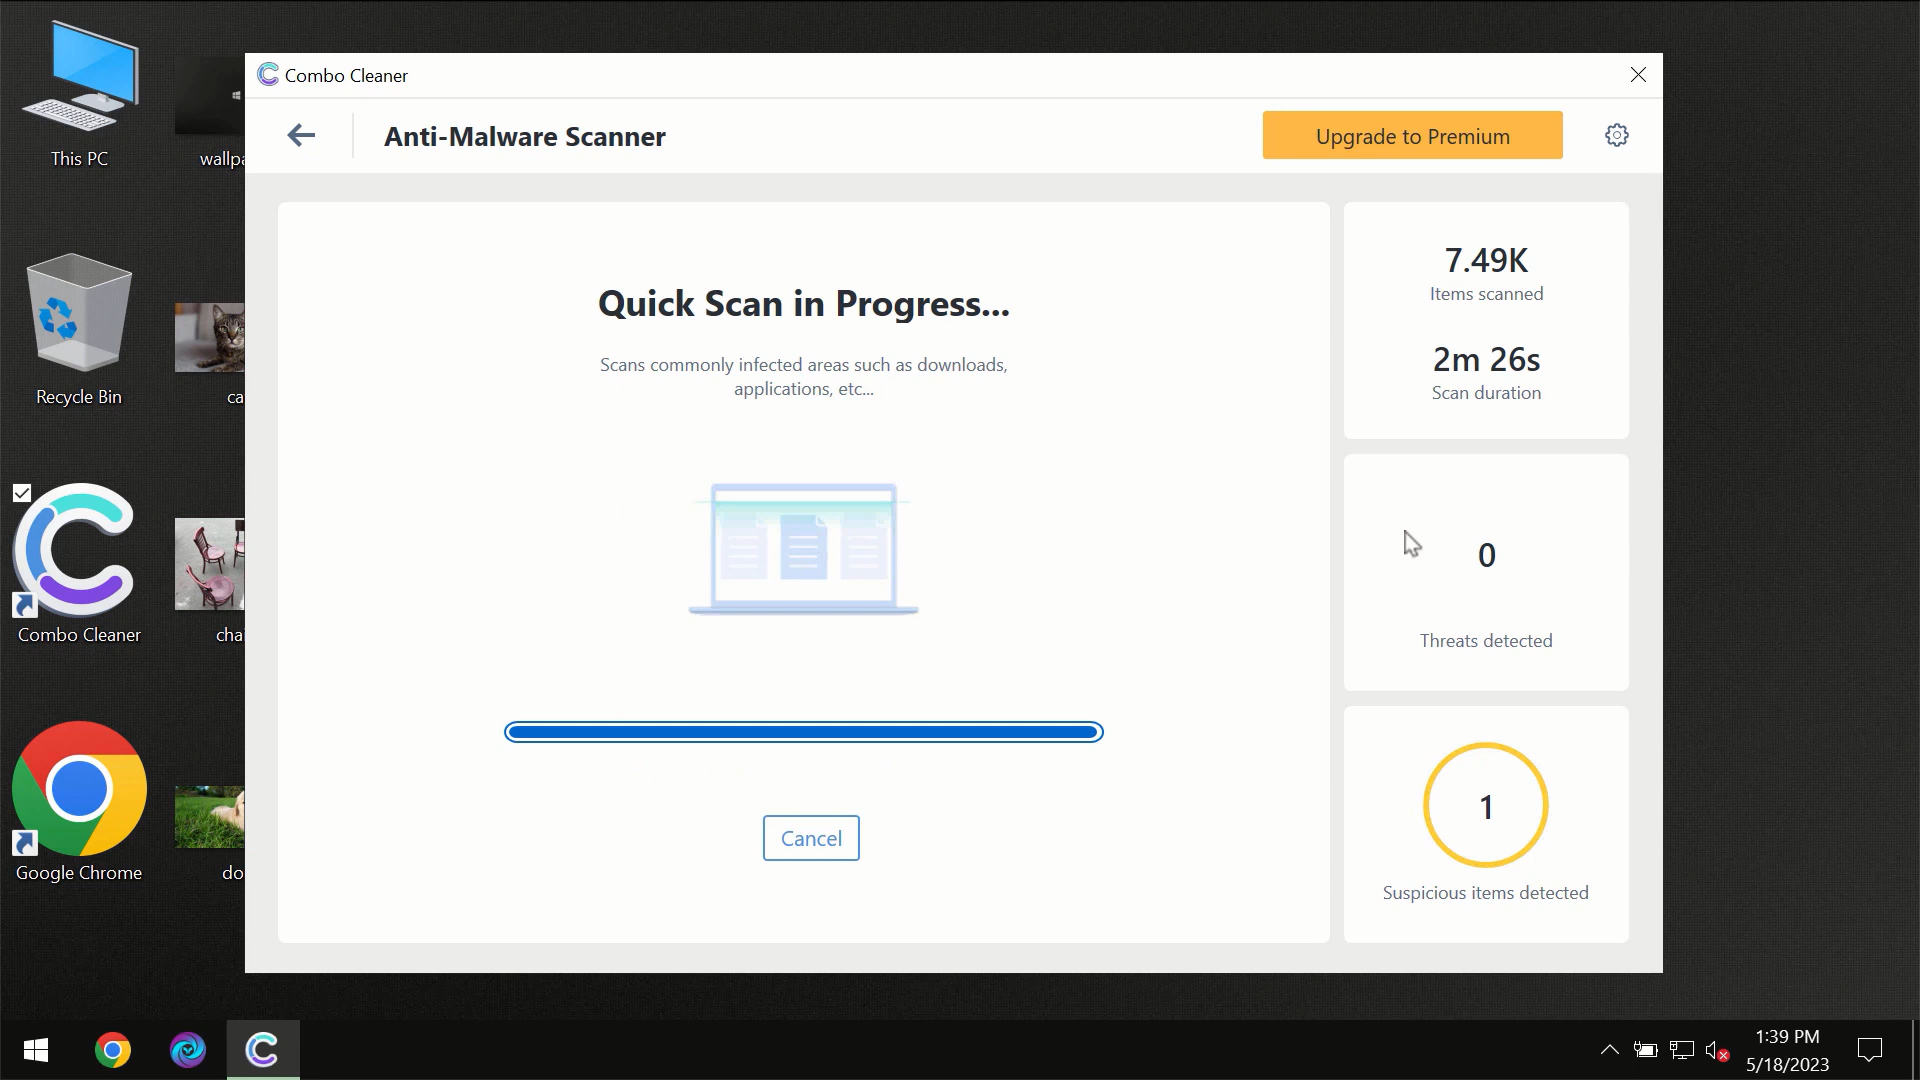 This PC
wallpa
Recycle Bin
ca
Combo Cleaner
chai
Google Chrome
do
Combo Cleaner
Anti-Malware Scanner
Upgrade to Premium
Quick Scan in Progress...
Scans commonly infected areas such as downloads,
applications, etc...
Cancel
7.49K
Items scanned
2m 26s
Scan duration
0
Threats detected
1
Suspicious items detected
1:39 PM
5/18/2023